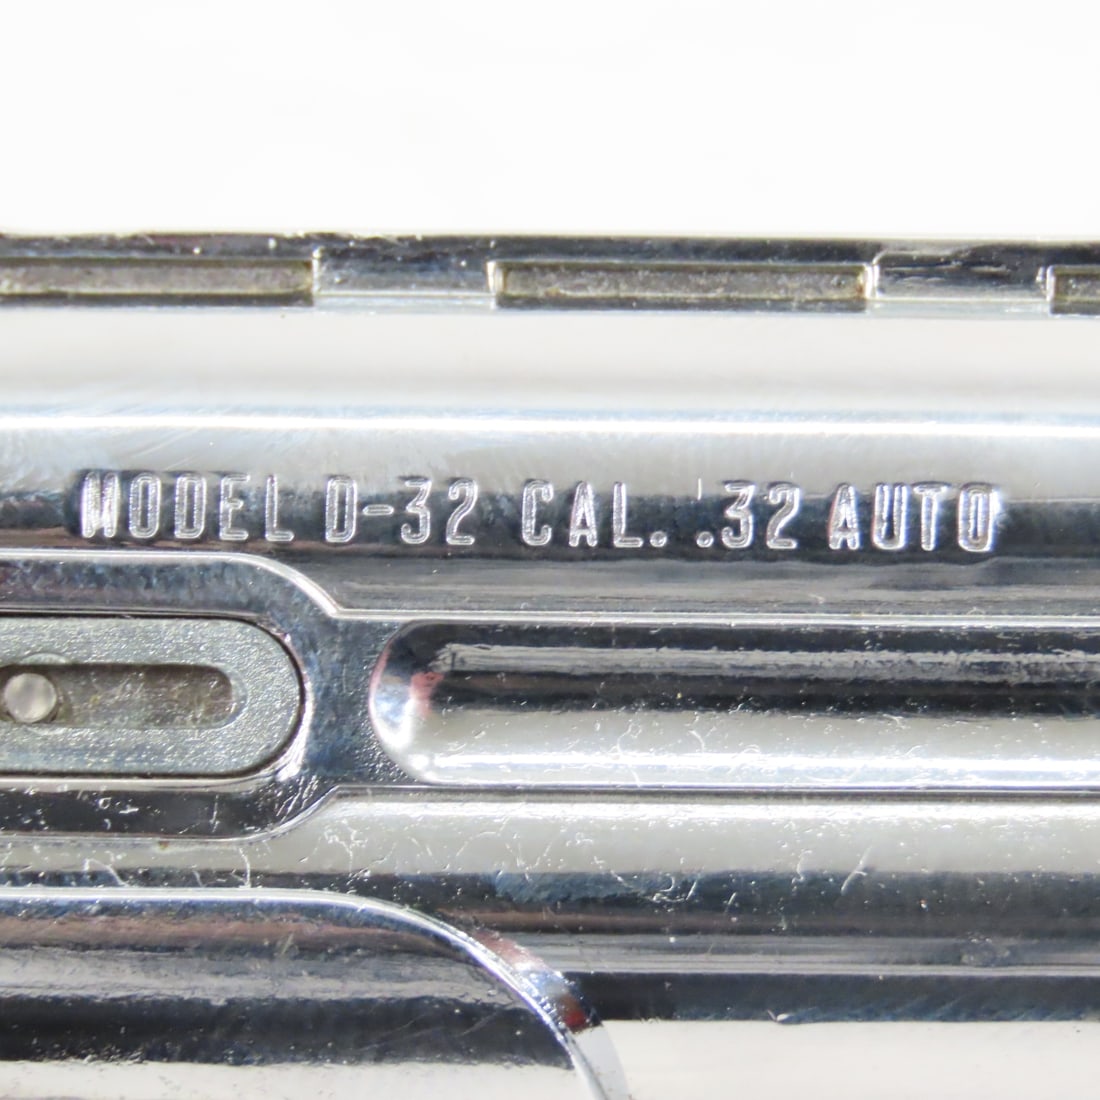 MODEL D-32 CAL. .32 AUTO